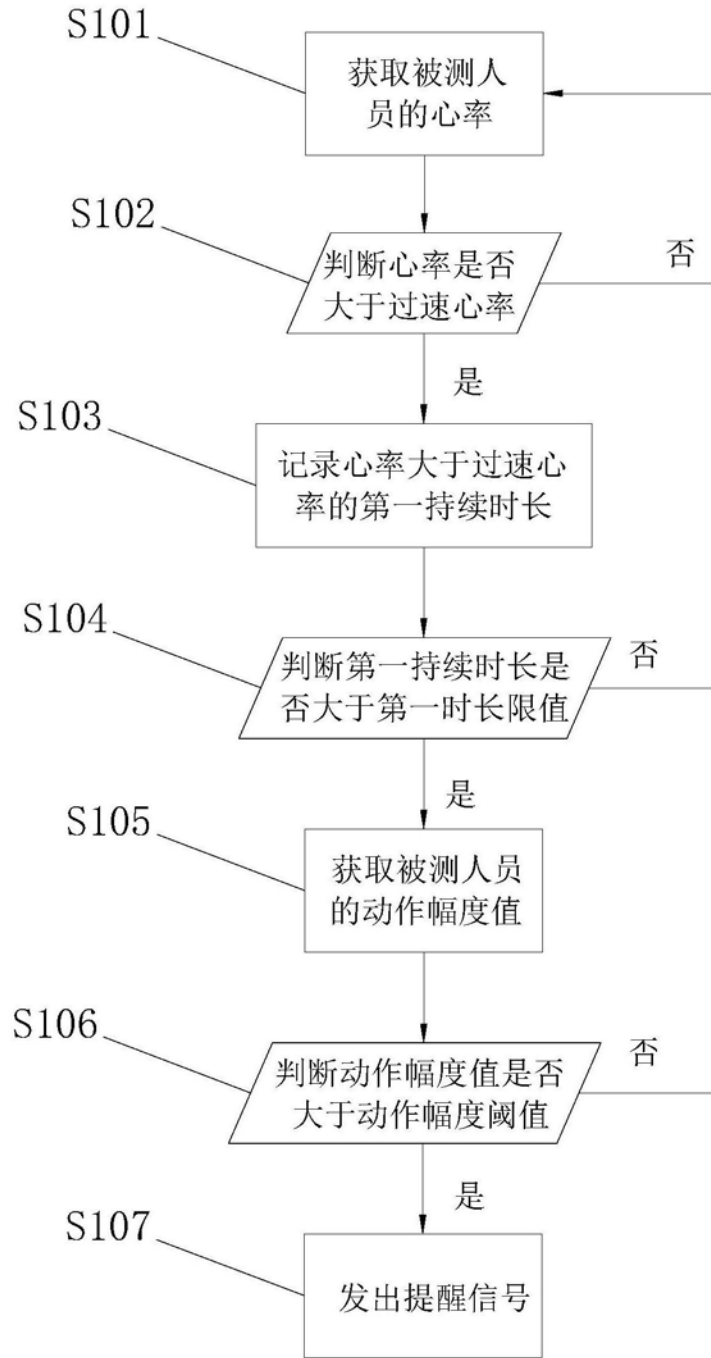 S101
获取被测人
员的心率
S102
判断心率是否
大于过速心率
否
是
S103
记录心率大于过速心
率的第一持续时长
S104
判断第一持续时长是
否大于第一时长限值
否
是
S105
获取被测人员
的动作幅度值
S106
判断动作幅度值是否
大于动作幅度阈值
否
是
S107
发出提醒信号